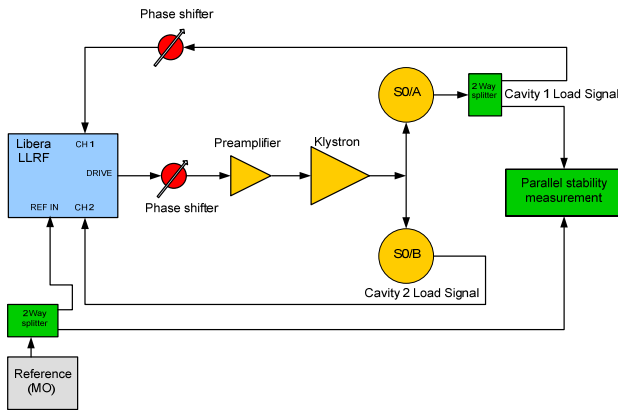 Phase shifter
S0/A
2 Way
splitter
Cavity 1 Load Signal
Libera
LLRF
CH 1
DRIVE
REF IN
CH 2
Preamplifier
Klystron
Phase shifter
Parallel stability
measurement
S0/B
Cavity 2 Load Signal
2 Way
splitter
Reference
(MO)